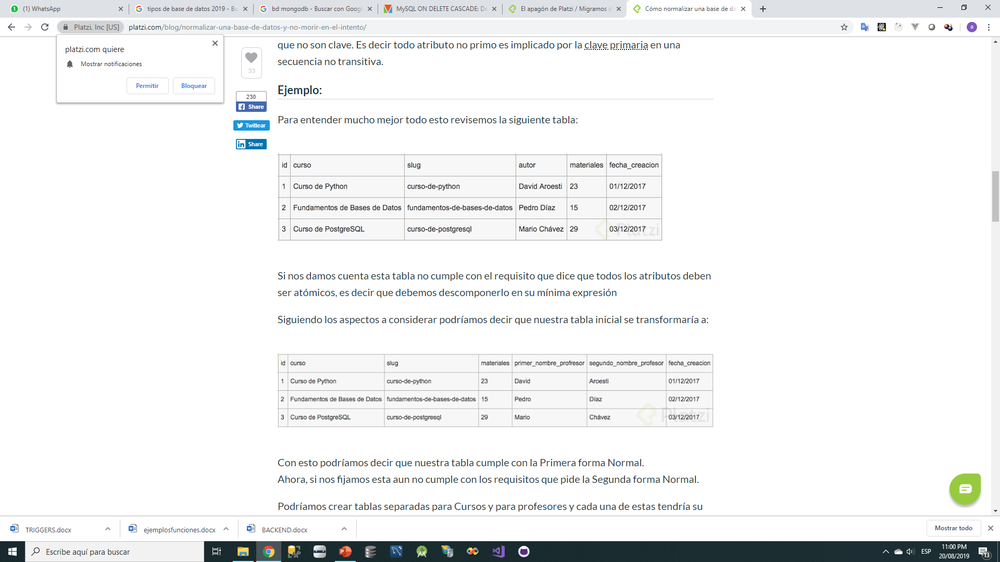 (1) WhatsApp
tipos de base de datos 2019 - Bu
bd mongodb - Buscar con Googl
MySQL ON DELETE CASCADE: De
El apagón de Platzi / Migramos d
Cómo normalizar una base de da
Platzi, Inc [US]
platzi.com/blog/normalizar-una-base-de-datos-y-no-morir-en-el-intento/
a
platzi.com quiere
Mostrar notificaciones
Permitir
Bloquear
33
230
Share
Twittear
Share
que no son clave. Es decir todo atributo no primo es implicado por la clave primaria en una
secuencia no transitiva.
Ejemplo:
Para entender mucho mejor todo esto revisemos la siguiente tabla:
id curso slug autor materiales fecha_creacion
1 Curso de Python curso-de-python David Aroesti 23 01/12/2017
2 Fundamentos de Bases de Datos fundamentos-de-bases-de-datos Pedro Díaz 15 02/12/2017
3 Curso de PostgreSQL curso-de-postgresql Mario Chávez 29 03/12/2017
Platzi
Si nos damos cuenta esta tabla no cumple con el requisito que dice que todos los atributos deben
ser atómicos, es decir que debemos descomponerlo en su mínima expresión
Siguiendo los aspectos a considerar podríamos decir que nuestra tabla inicial se transformaría a:
id curso slug materiales primer_nombre_profresor segundo_nombre_profesor fecha_creacion
1 Curso de Python curso-de-python 23 David Aroesti 01/12/2017
2 Fundamentos de Bases de Datos fundamentos-de-bases-de-datos 15 Pedro Díaz 02/12/2017
3 Curso de PostgreSQL curso-de-postgresql 29 Mario Chávez 03/12/2017
Platzi
Con esto podríamos decir que nuestra tabla cumple con la Primera forma Normal.
Ahora, si nos fijamos esta aun no cumple con los requisitos que pide la Segunda forma Normal.
Podríamos crear tablas separadas para Cursos y para profesores y cada una de estas tendría su
TRIGGERS.docx
ejemplosfunciones.docx
BACKEND.docx
Mostrar todo
Escribe aquí para buscar
ESP
11:00 PM
20/08/2019
13